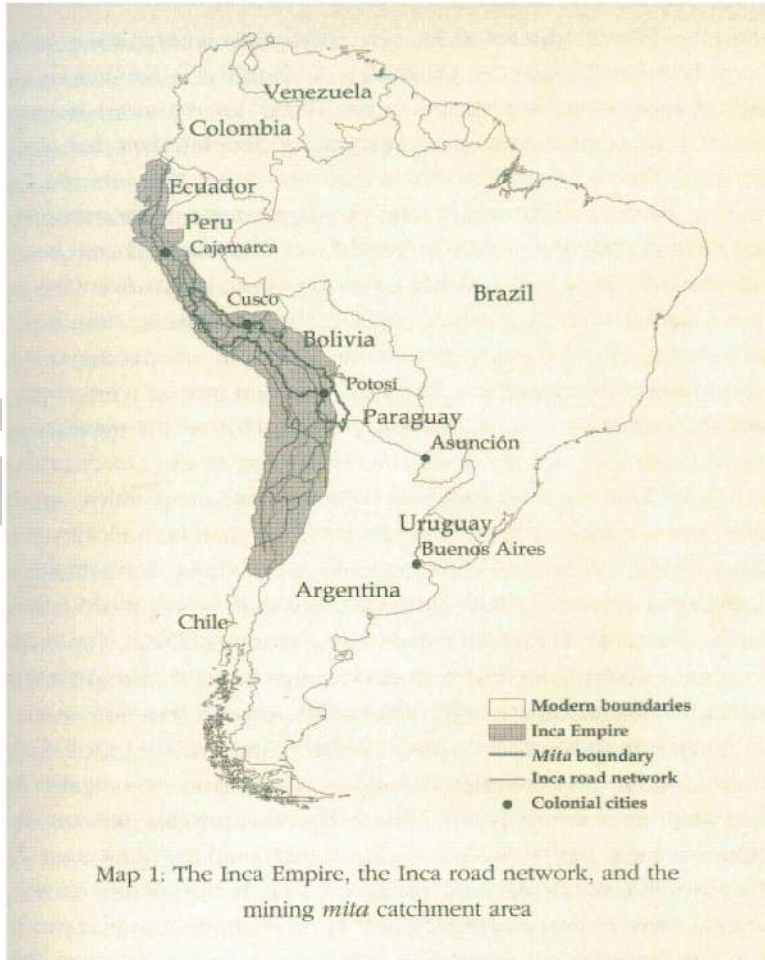 Venezuela
Colombia
Ecuador
Peru
Cajamarca
Brazil
Cusco
Bolivia
Potosí
Paraguay
Asunción
Uruguay
Buenos Aires
Argentina
Chile
Modern boundaries
Inca Empire
Mita boundary
Inca road network
Colonial cities
Map 1: The Inca Empire, the Inca road network, and the
mining mita catchment area